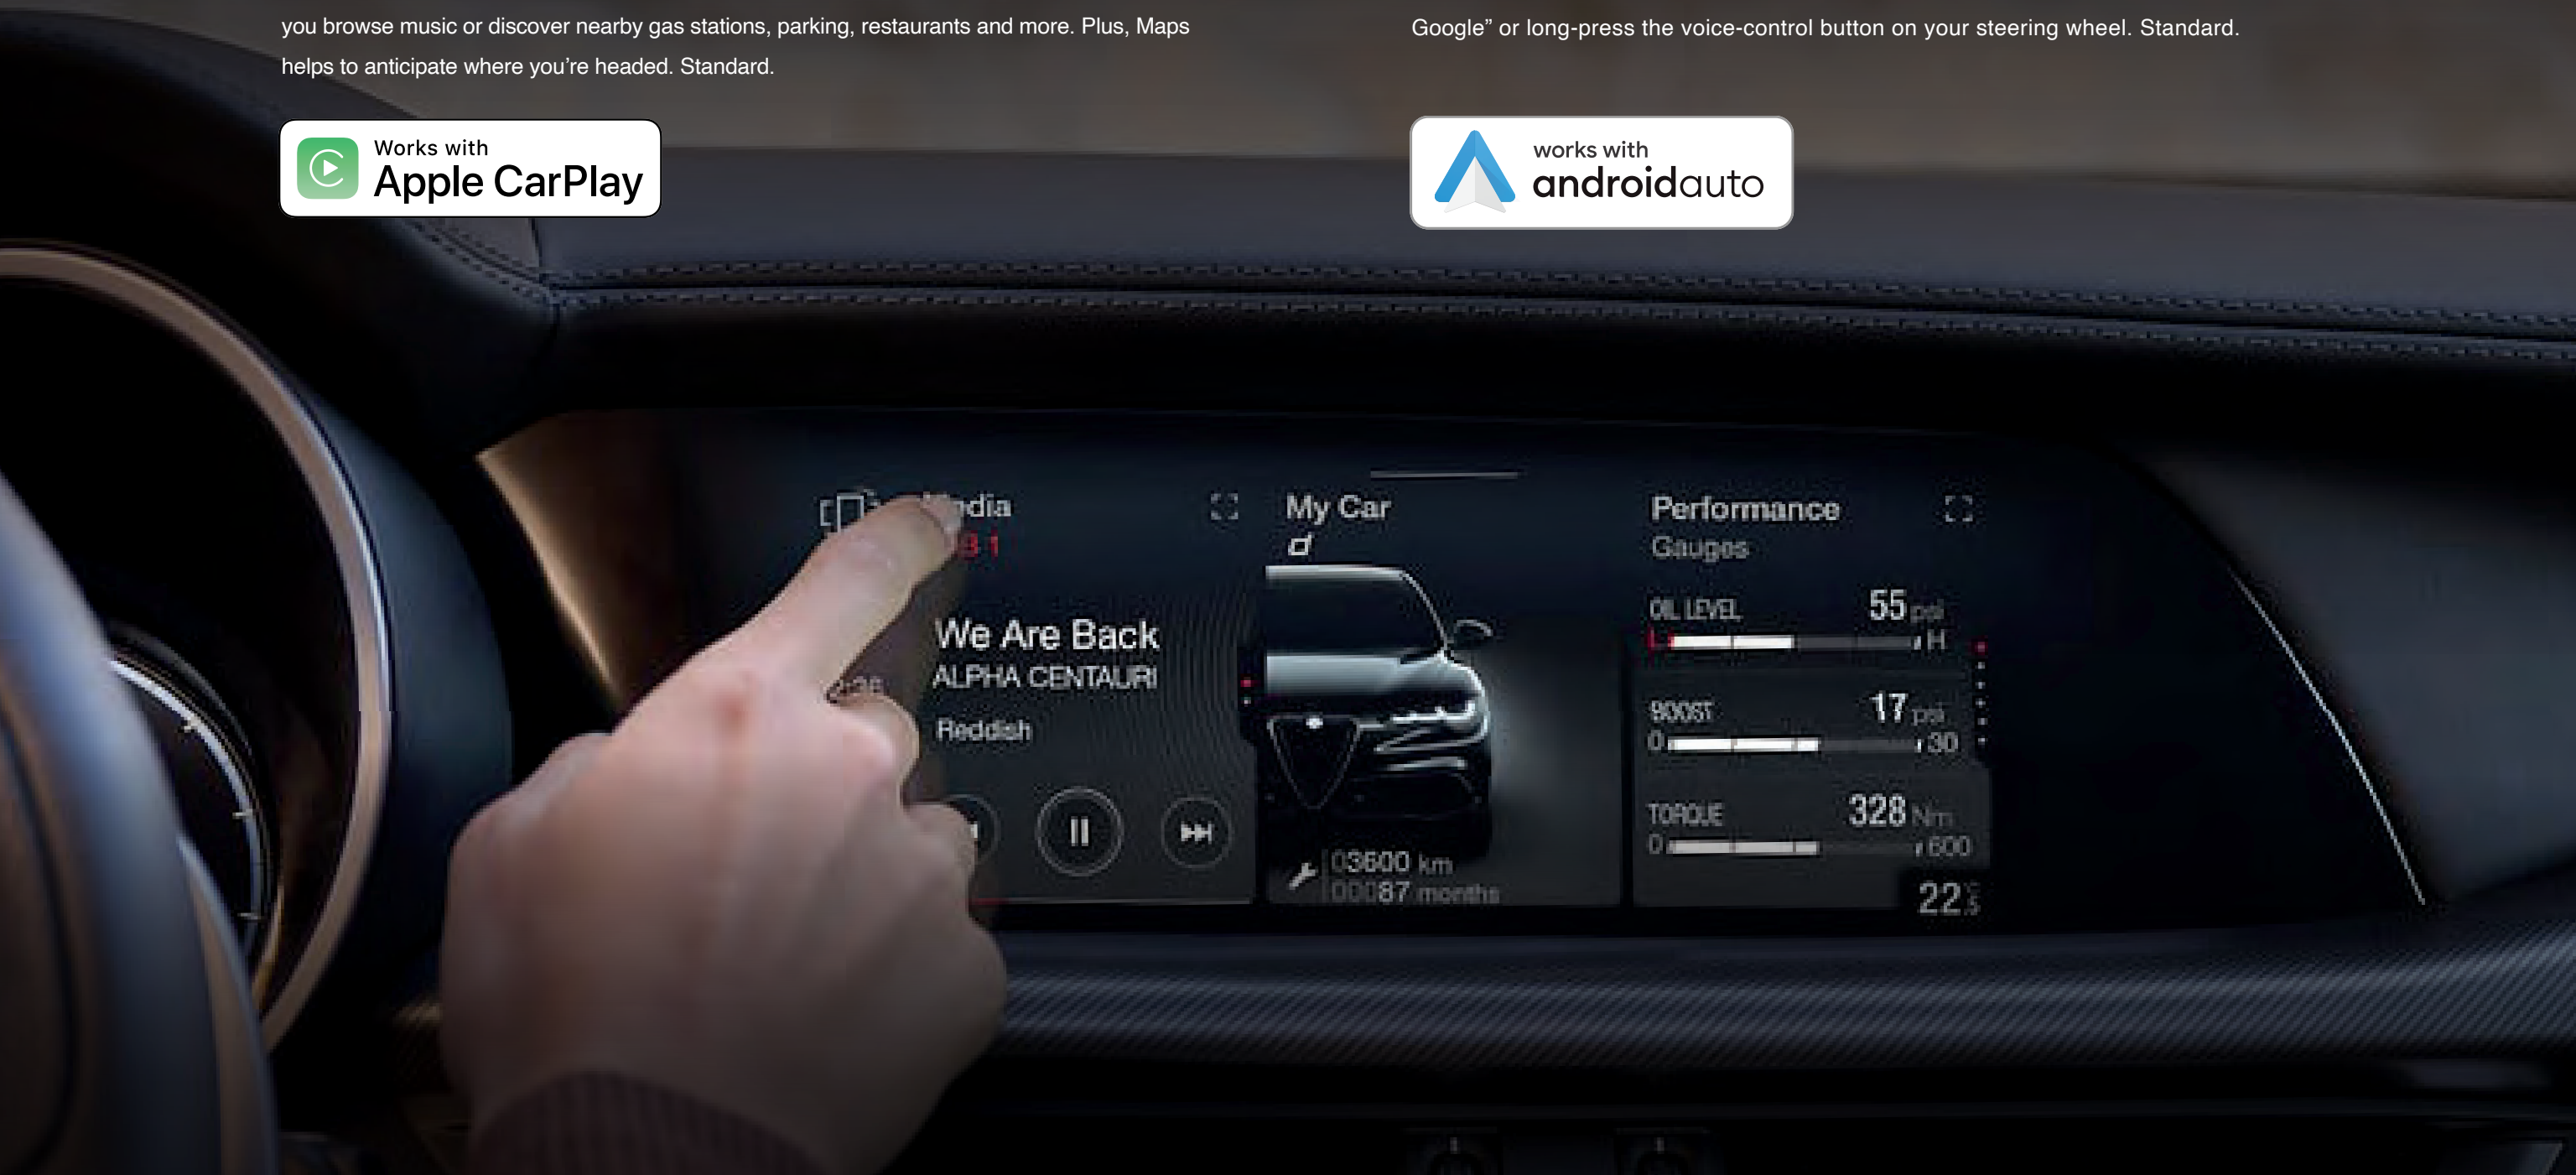 you browse music or discover nearby gas stations, parking, restaurants and more. Plus, Maps
helps to anticipate where you’re headed. Standard.
Google” or long-press the voice-control button on your steering wheel. Standard.
Works with
Apple CarPlay
works with
androidauto
My Car
Performance
Gauges
We Are Back
ALPHA CENTAURI
Reddish
OIL LEVEL 55 psi
L H
BOOST 17 psi
0 30
TORQUE 328 Nm
0 600
03600 km
00087 months